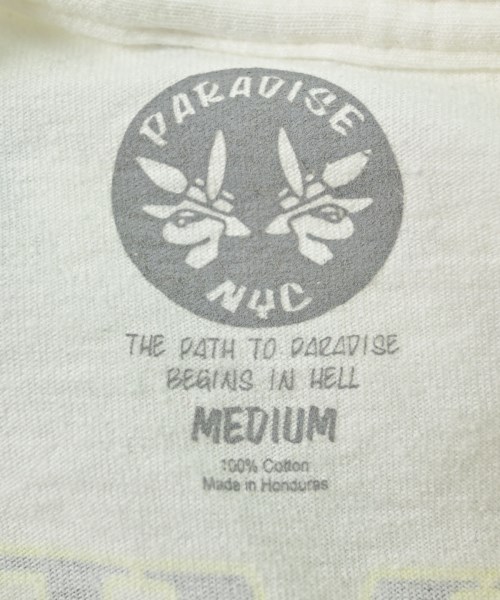 PARADISE
NYC
THE PATH TO PARADISE
BEGINS IN HELL
MEDIUM
100% Cotton
Made in Honduras